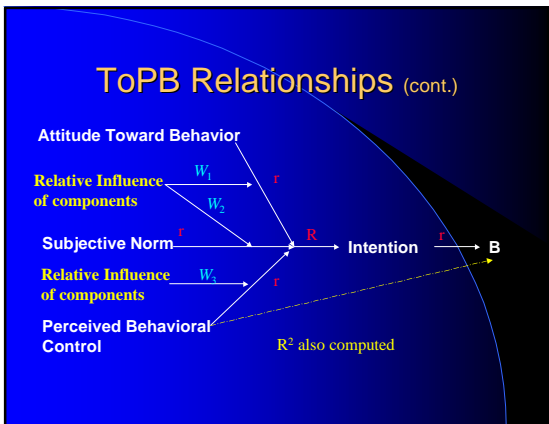 ToPB Relationships (cont.)
Attitude Toward Behavior
W1
r
Relative Influence
of components
W2
r
R
r
Subjective Norm
Intention
B
Relative Influence
of components
W3
r
Perceived Behavioral
Control
R² also computed